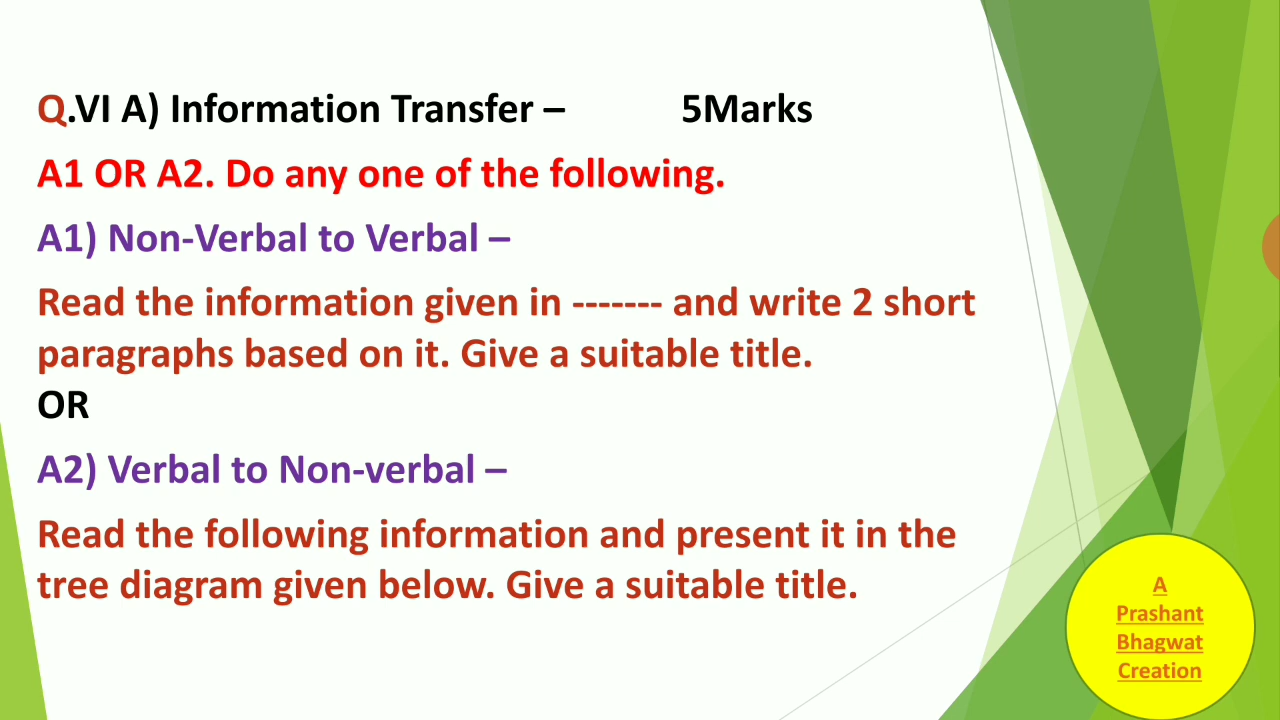 Q.VI A) Information Transfer – 5Marks
A1 OR A2. Do any one of the following.
A1) Non-Verbal to Verbal –
Read the information given in ------- and write 2 short
paragraphs based on it. Give a suitable title.
OR
A2) Verbal to Non-verbal –
Read the following information and present it in the
tree diagram given below. Give a suitable title.
A
Prashant
Bhagwat
Creation